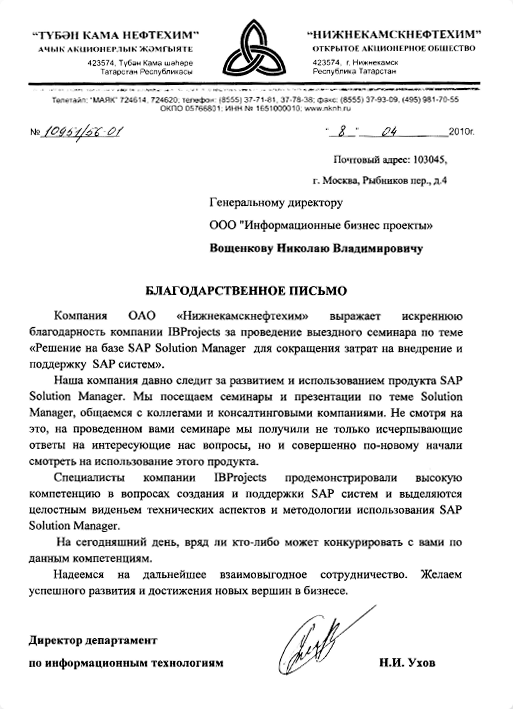 “ТҮБӘН КАМА НЕФТЕХИМ”
АЧЫК АКЦИОНЕРЛЫК ҖӘМГЫЯТЕ
423574, Түбән Кама шәһәре
Татарстан Республикасы
“НИЖНЕКАМСКНЕФТЕХИМ”
ОТКРЫТОЕ АКЦИОНЕРНОЕ ОБЩЕСТВО
423574, г. Нижнекамск
Республика Татарстан
Телетайп: "МАЯК" 724614, 724620; телефон: (8555) 37-71-81, 37-78-38; факс: (8555) 37-93-09, (495) 981-70-55
ОКПО 05766801; ИНН № 1651000010; www.nknh.ru
№ 10951/56-01
" 8 " 04 2010г.
Почтовый адрес: 103045,
г. Москва, Рыбников пер., д.4
Генеральному директору
ООО "Информационные бизнес проекты»
Вощенкову Николаю Владимировичу
БЛАГОДАРСТВЕННОЕ ПИСЬМО
Компания ОАО «Нижнекамскнефтехим» выражает искреннюю
благодарность компании IBProjects за проведение выездного семинара по теме
«Решение на базе SAP Solution Manager для сокращения затрат на внедрение и
поддержку SAP систем».
Наша компания давно следит за развитием и использованием продукта SAP
Solution Manager. Мы посещаем семинары и презентации по теме Solution
Manager, общаемся с коллегами и консалтинговыми компаниями. Не смотря на
это, на проведенном вами семинаре мы получили не только исчерпывающие
ответы на интересующие нас вопросы, но и совершенно по-новому начали
смотреть на использование этого продукта.
Специалисты компании IBProjects продемонстрировали высокую
компетенцию в вопросах создания и поддержки SAP систем и выделяются
целостным виденьем технических аспектов и методологии использования SAP
Solution Manager.
На сегодняшний день, вряд ли кто-либо может конкурировать с вами по
данным компетенциям.
Надеемся на дальнейшее взаимовыгодное сотрудничество. Желаем
успешного развития и достижения новых вершин в бизнесе.
Директор департамент
по информационным технологиям
Н.И. Ухов